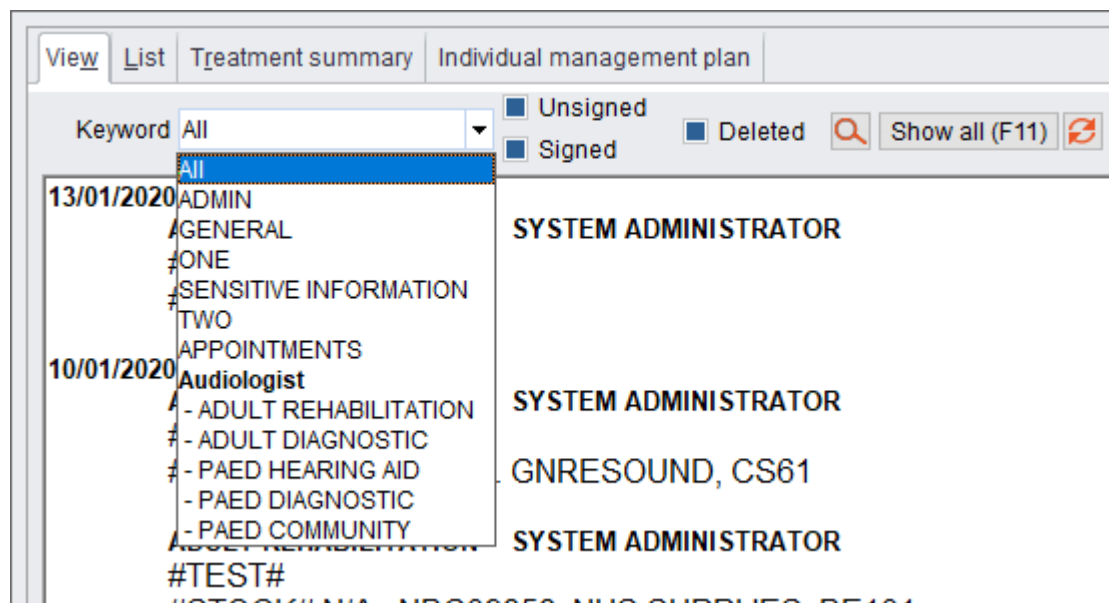 View List Treatment summary Individual management plan
Keyword All Unsigned
Signed
Deleted Show all (F11)
All
13/01/2020 ADMIN
GENERAL SYSTEM ADMINISTRATOR
ONE
SENSITIVE INFORMATION
TWO
APPOINTMENTS
10/01/2020 Audiologist
- ADULT REHABILITATION SYSTEM ADMINISTRATOR
- ADULT DIAGNOSTIC
- PAED HEARING AID GNRESOUND, CS61
- PAED DIAGNOSTIC
- PAED COMMUNITY
SYSTEM ADMINISTRATOR
#TEST#